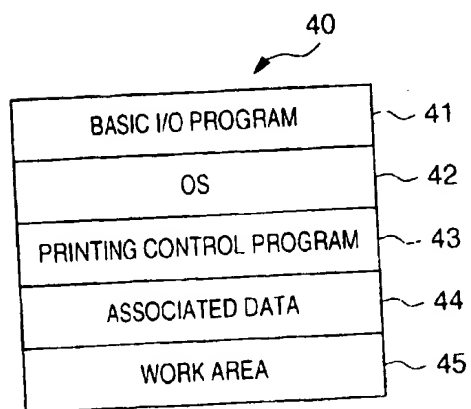 40
BASIC I/O PROGRAM 41
OS 42
PRINTING CONTROL PROGRAM 43
ASSOCIATED DATA 44
WORK AREA 45